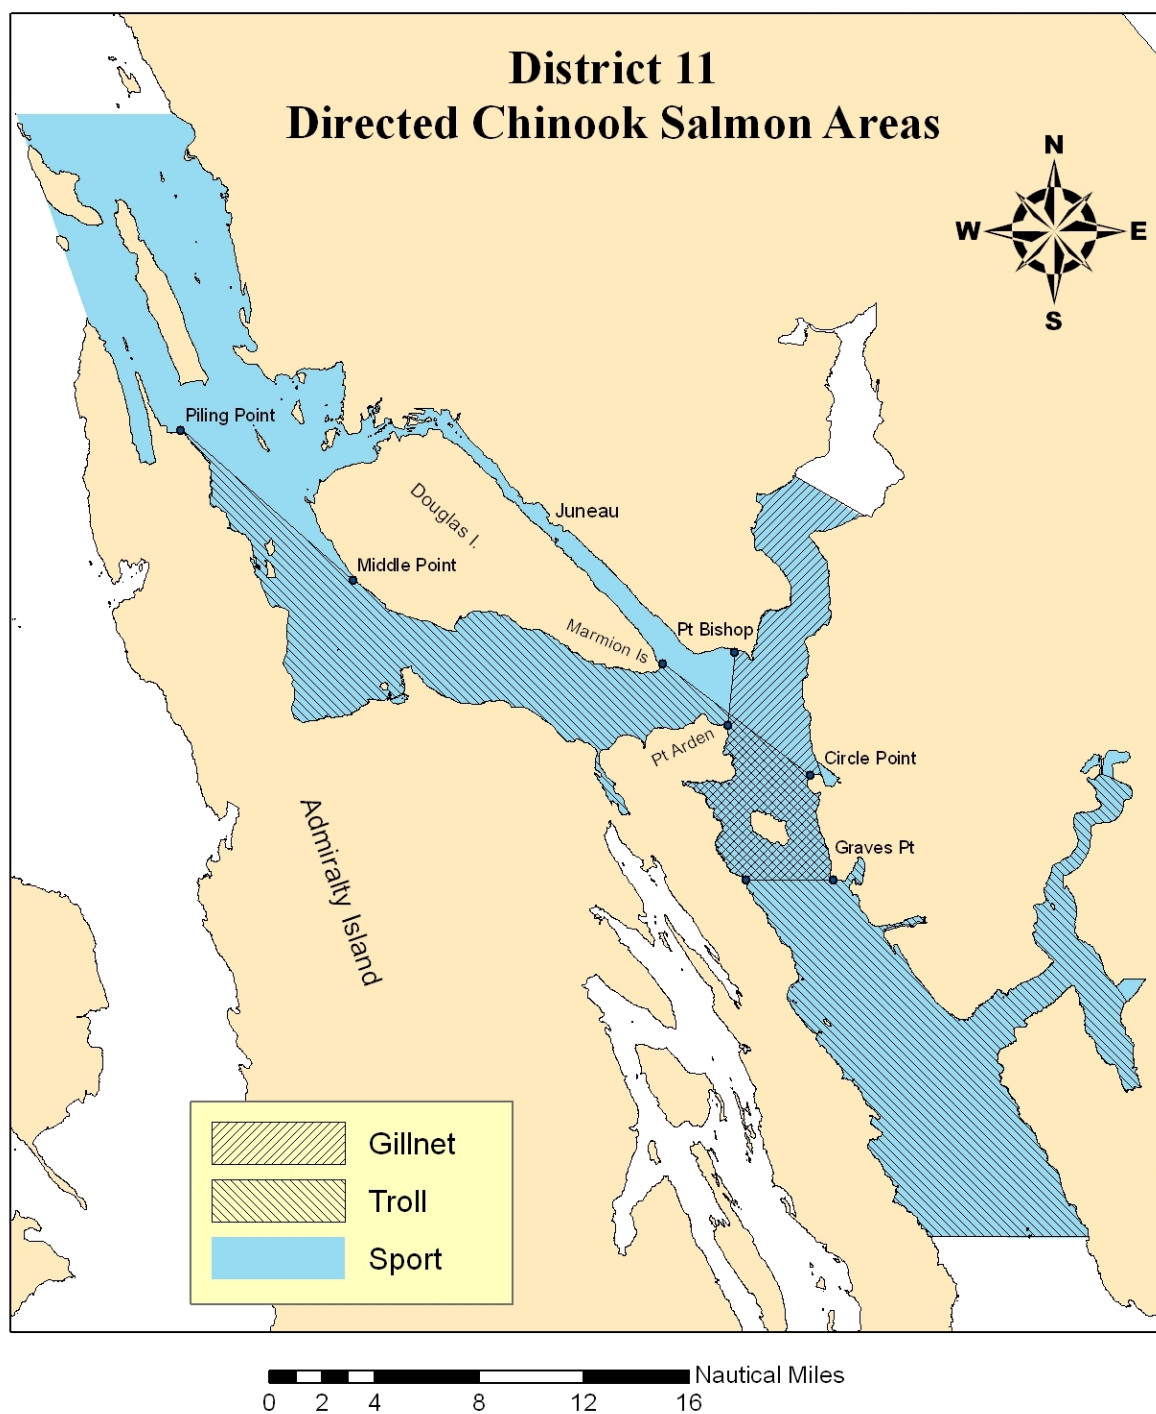 District 11
Directed Chinook Salmon Areas
N
W
E
S
Piling Point
Douglas I.
Juneau
Middle Point
Marmion Is
Pt Bishop
Pt Arden
Circle Point
Admiralty Island
Graves Pt
Gillnet
Troll
Sport
Nautical Miles
0 2 4 8 12 16